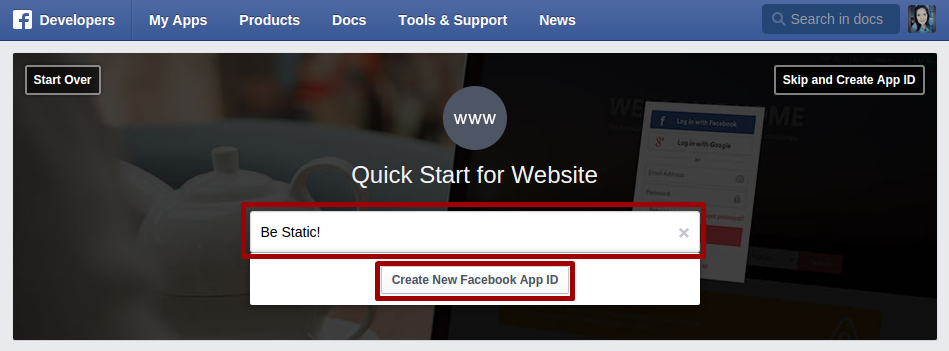 Developers My Apps Products Docs Tools & Support News Search in docs
Start Over Skip and Create App ID
www
Quick Start for Website
Be Static!
Create New Facebook App ID
Log in with Facebook
Log in with Google
or
Email Address
Password
password?